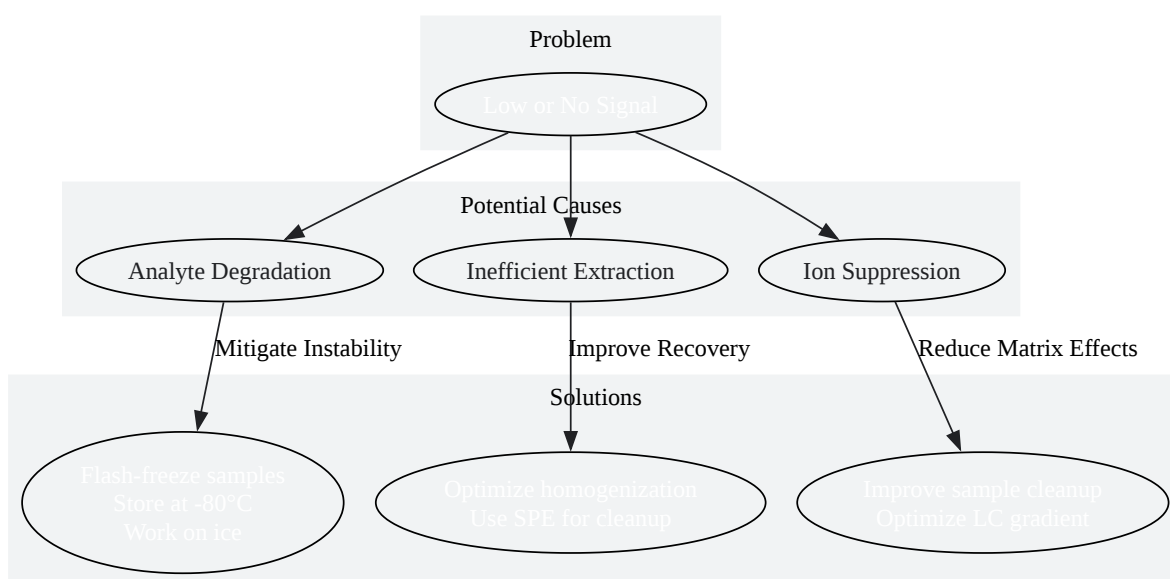 Problem
Low or No Signal
Potential Causes
Analyte Degradation
Inefficient Extraction
Ion Suppression
Mitigate Instability
Improve Recovery
Reduce Matrix Effects
Solutions
Flash-freeze samples
Store at -80°C
Work on ice
Optimize homogenization
Use SPE for cleanup
Improve sample cleanup
Optimize LC gradient